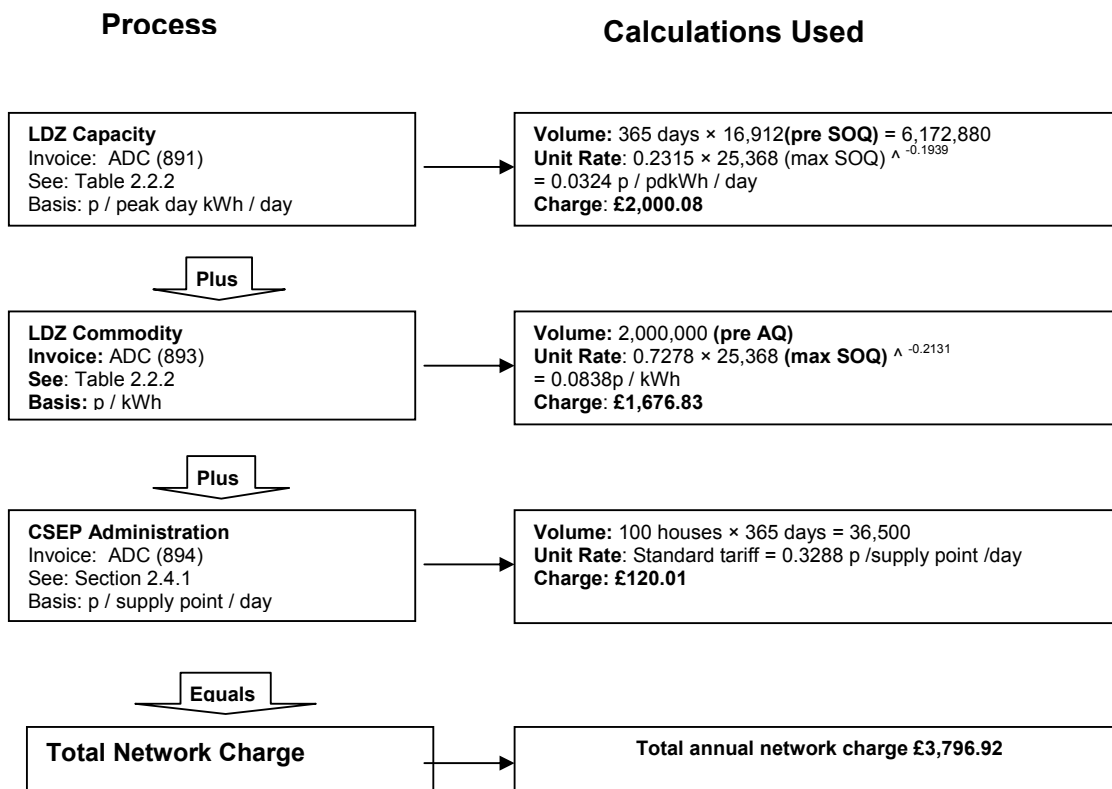 Process
Calculations Used
LDZ Capacity
Invoice: ADC (891)
See: Table 2.2.2
Basis: p / peak day kWh / day
Volume: 365 days × 16,912(pre SOQ) = 6,172,880
Unit Rate: 0.2315 × 25,368 (max SOQ) ^ -0.1939
= 0.0324 p / pdkWh / day
Charge: £2,000.08
Plus
LDZ Commodity
Invoice: ADC (893)
See: Table 2.2.2
Basis: p / kWh
Volume: 2,000,000 (pre AQ)
Unit Rate: 0.7278 × 25,368 (max SOQ) ^ -0.2131
= 0.0838p / kWh
Charge: £1,676.83
Plus
CSEP Administration
Invoice: ADC (894)
See: Section 2.4.1
Basis: p / supply point / day
Volume: 100 houses × 365 days = 36,500
Unit Rate: Standard tariff = 0.3288 p /supply point /day
Charge: £120.01
Equals
Total Network Charge
Total annual network charge £3,796.92